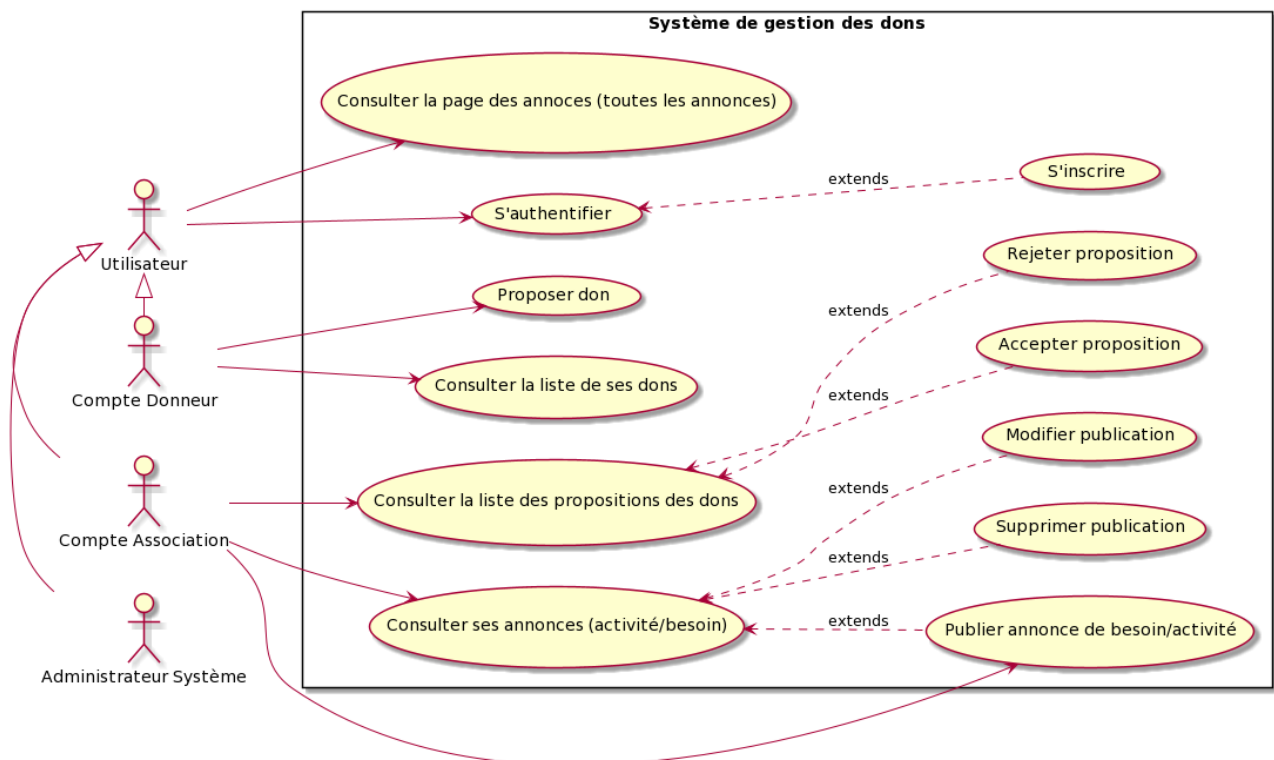 Système de gestion des dons
Consulter la page des annoces (toutes les annonces)
S'inscrire
extends
S'authentifier
Utilisateur
Rejeter proposition
Proposer don
extends
Accepter proposition
Compte Donneur
Consulter la liste de ses dons
extends
Modifier publication
Consulter la liste des propositions des dons
extends
Supprimer publication
Compte Association
extends
Consulter ses annonces (activité/besoin)
extends
Publier annonce de besoin/activité
Administrateur Système